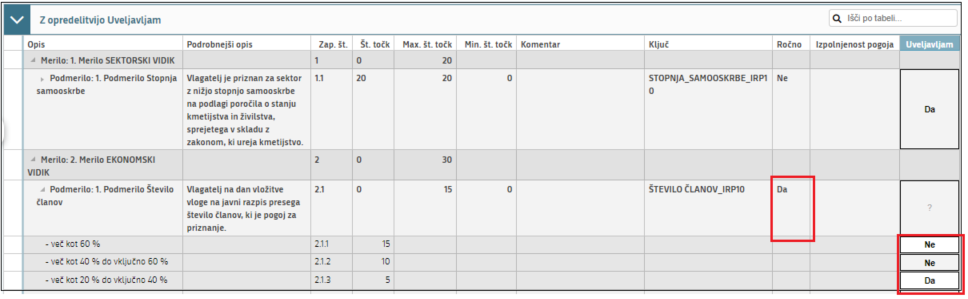 Z opredelitvijo Uveljavljam
Išči po tabeli...
Opis Podrobnejši opis Zap. št. Št. točk Max. št. točk Min. št. točk Komentar Ključ Ročno Izpolnjenost pogoja Uveljavljam
Merilo: 1. Merilo SEKTORSKI VIDIK 1 0 20
Podmerilo: 1. Podmerilo Stopnja Vlagatelj je priznan za sektor 1.1 20 20 0 STOPNJA_SAMOOSKRBE_IRP1 Ne
samooskrbe z nižjo stopnjo samooskrbe 0
na podlagi poročila o stanju
kmetijstva in živilstva, Da
sprejetega v skladu z
zakonom, ki ureja kmetijstvo.
Merilo: 2. Merilo EKONOMSKI 2 0 30
VIDIK
Podmerilo: 1. Podmerilo Število Vlagatelj na dan vložitve 2.1 0 15 0 ŠTEVILO ČLANOV_IRP10 Da
članov vloge na javni razpis presega
število članov, ki je pogoj za ?
priznanje.
- več kot 60 % 2.1.1 15 Ne
- več kot 40 % do vključno 60 % 2.1.2 10 Ne
- več kot 20 % do vključno 40 % 2.1.3 5 Da